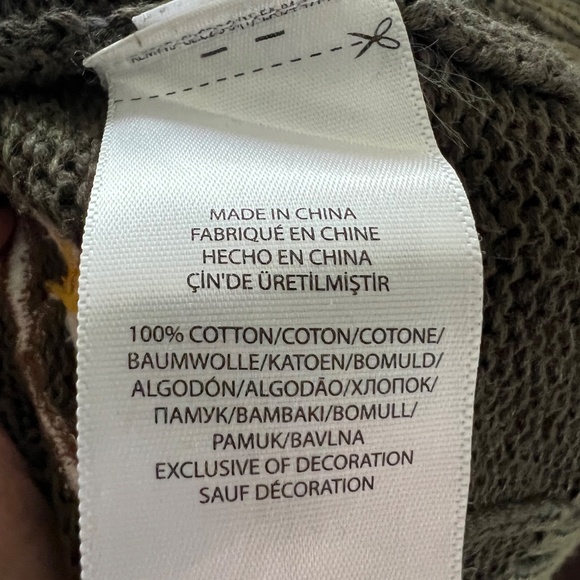 MADE IN CHINA
FABRIQUÉ EN CHINE
HECHO EN CHINA
ÇİN'DE ÜRETİLMİŞTİR
100% COTTON/COTON/COTONE/
BAUMWOLLE/KATOEN/BOMULD/
ALGODÓN/ALGODÃO/ХЛОПОК/
ПАМУК/BAMBAKI/BOMULL/
PAMUK/BAVLNA
EXCLUSIVE OF DECORATION
SAUF DÉCORATION